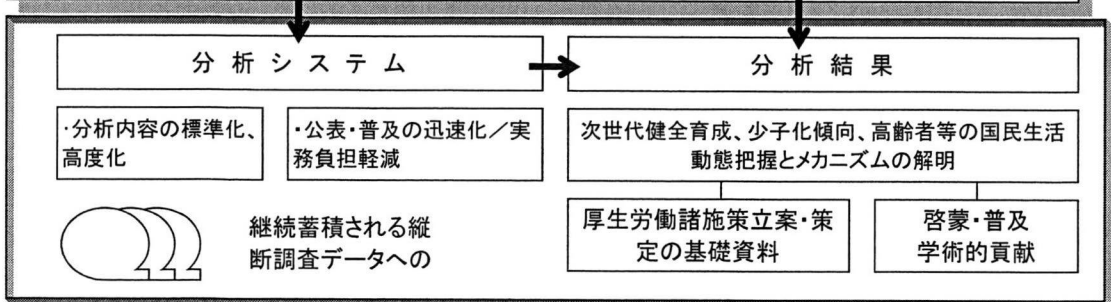 分析システム
分析結果
・分析内容の標準化、
高度化
・公表・普及の迅速化／実
務負担軽減
次世代健全育成、少子化傾向、高齢者等の国民生活
動態把握とメカニズムの解明
継続蓄積される縦
断調査データへの
厚生労働諸施策立案・策
定の基礎資料
啓蒙・普及
学術的貢献